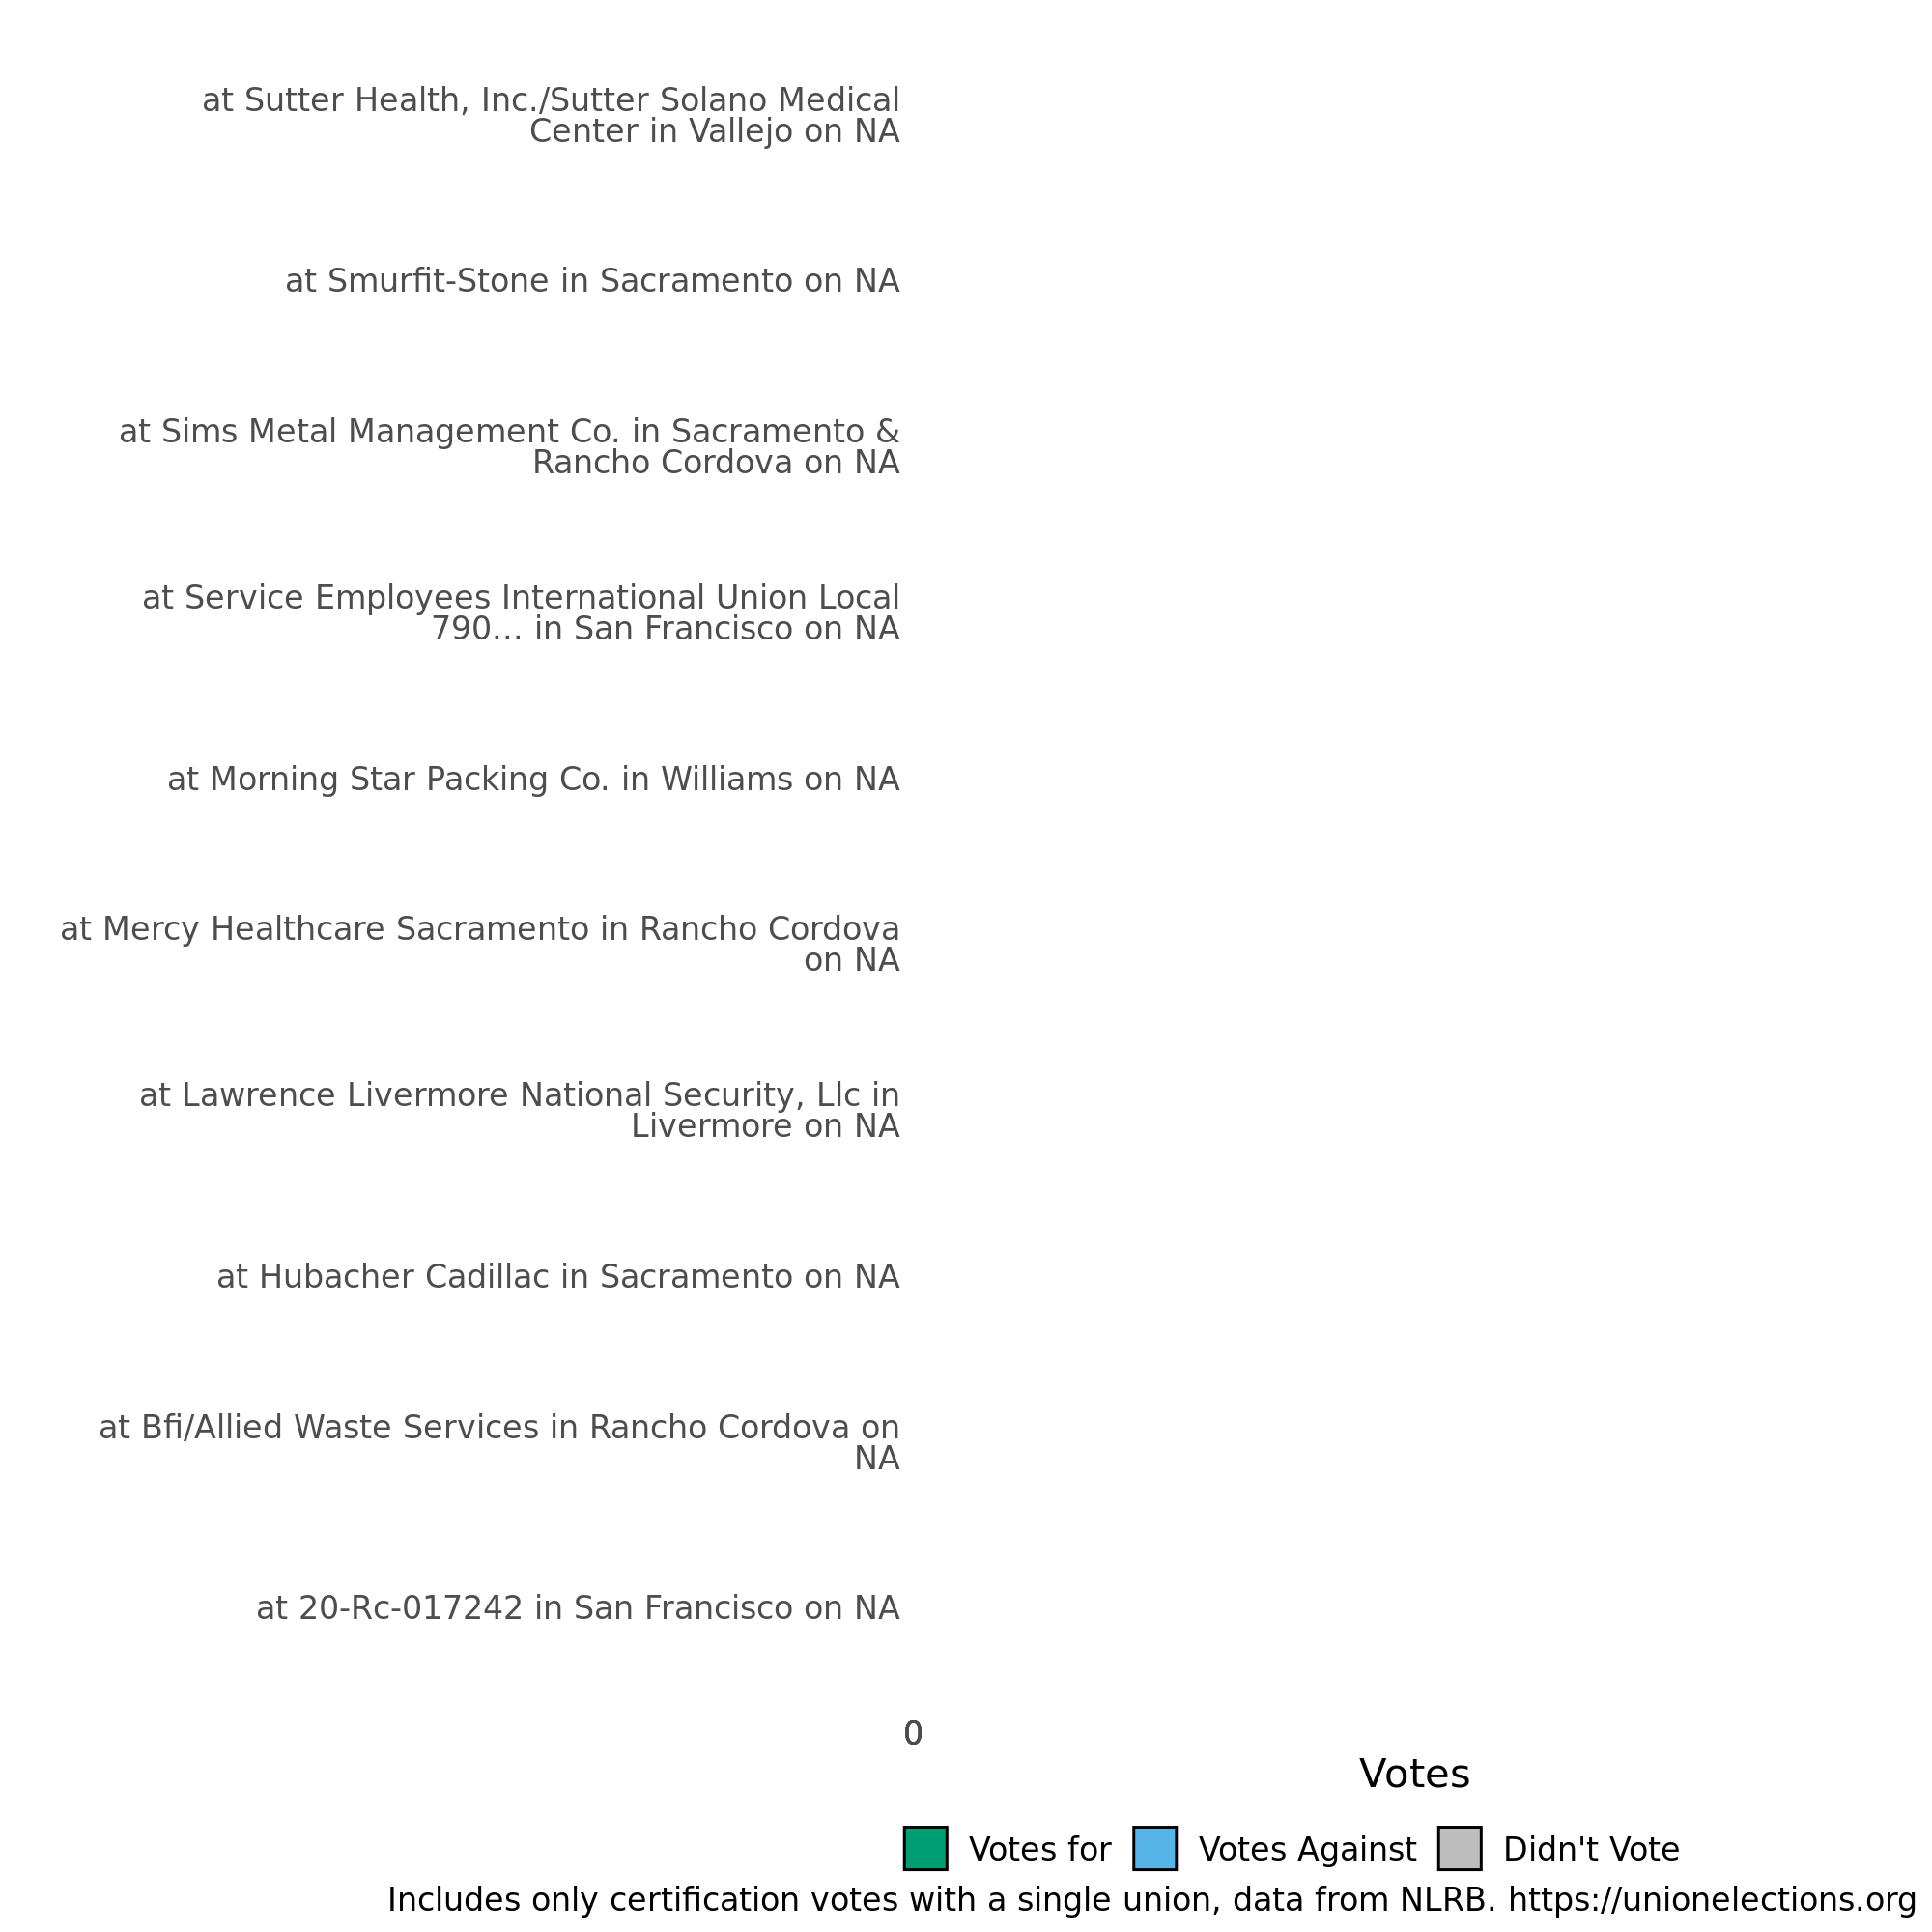 at Sutter Health, Inc./Sutter Solano Medical
Center in Vallejo on NA
at Smurfit-Stone in Sacramento on NA
at Sims Metal Management Co. in Sacramento &
Rancho Cordova on NA
at Service Employees International Union Local
790... in San Francisco on NA
at Morning Star Packing Co. in Williams on NA
at Mercy Healthcare Sacramento in Rancho Cordova
on NA
at Lawrence Livermore National Security, Llc in
Livermore on NA
at Hubacher Cadillac in Sacramento on NA
at Bfi/Allied Waste Services in Rancho Cordova on
NA
at 20-Rc-017242 in San Francisco on NA
0
Votes
Votes for Votes Against Didn't Vote
Includes only certification votes with a single union, data from NLRB. https://unionelections.org